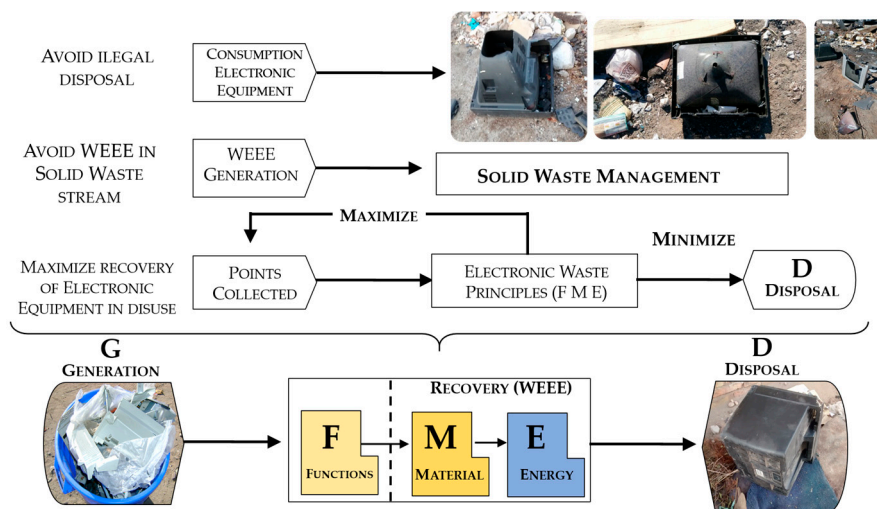 AVOID ILEGAL
DISPOSAL
CONSUMPTION
ELECTRONIC
EQUIPMENT
AVOID WEEE IN
SOLID WASTE
STREAM
WEEE
GENERATION
SOLID WASTE MANAGEMENT
MAXIMIZE
MINIMIZE
MAXIMIZE RECOVERY
OF ELECTRONIC
EQUIPMENT IN DISUSE
POINTS
COLLECTED
ELECTRONIC WASTE
PRINCIPLES (F M E)
D
DISPOSAL
G
GENERATION
D
DISPOSAL
RECOVERY (WEEE)
F
FUNCTIONS
M
MATERIAL
E
ENERGY